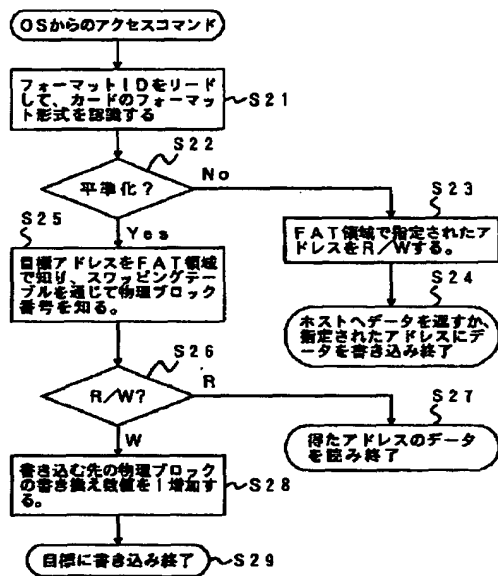 OSからのアクセスコマンド
フォーマットIDをリード
して、カードのフォーマッ
ト形式を認識する
S21
S22
平準化?
No
S23
S25
Yes
FAT領域で指定されたア
ドレスをR/Wする。
目標アドレスをFAT領域
で知り、スワッピングテー
ブルを通じて物理ブロック
番号を知る。
S24
ホストへデータを返すか、
指定されたアドレスにデ
ータを書き込み終了
S26
R/W?
R
S27
得たアドレスのデータ
を読み終了
W
書き込む先の物理ブロック
の書き換え数値を1増加す
る。
S28
目標に書き込み終了
S29